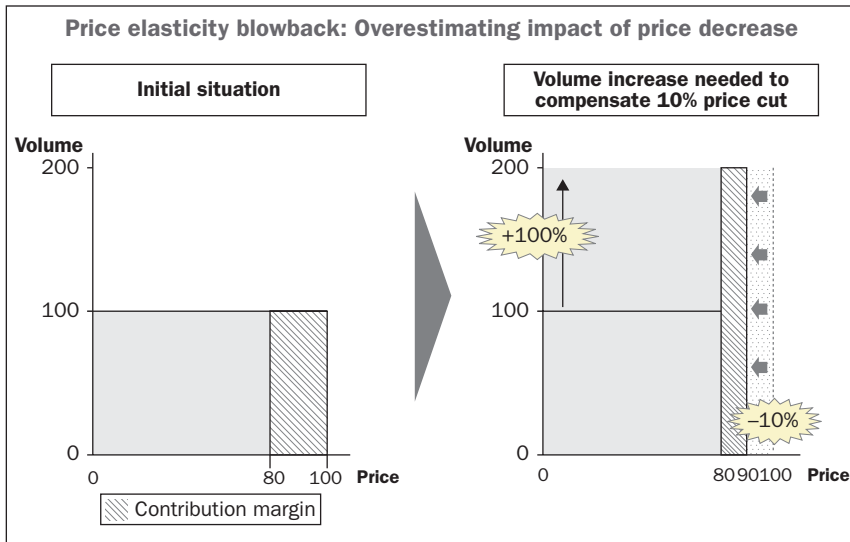 Price elasticity blowback: Overestimating impact of price decrease
Initial situation
Volume
200
100
0
0 80 100 Price
Contribution margin
Volume increase needed to
compensate 10% price cut
Volume
200
+100%
100
–10%
0
0 80 90 100 Price